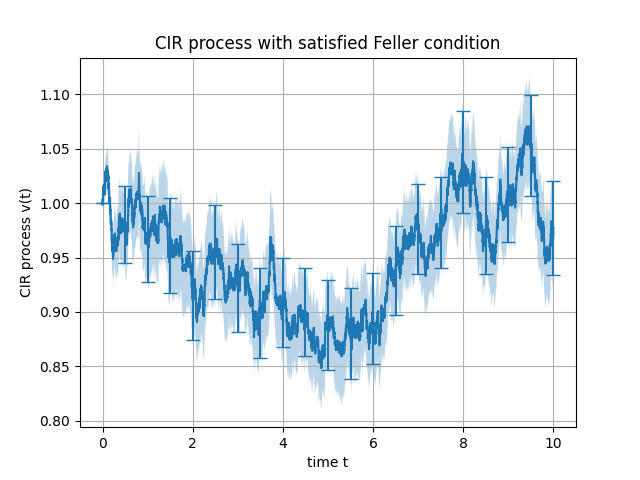 CIR process with satisfied Feller condition
CIR process v(t)
1.10
1.05
1.00
0.95
0.90
0.85
0.80
0 2 4 6 8 10
time t